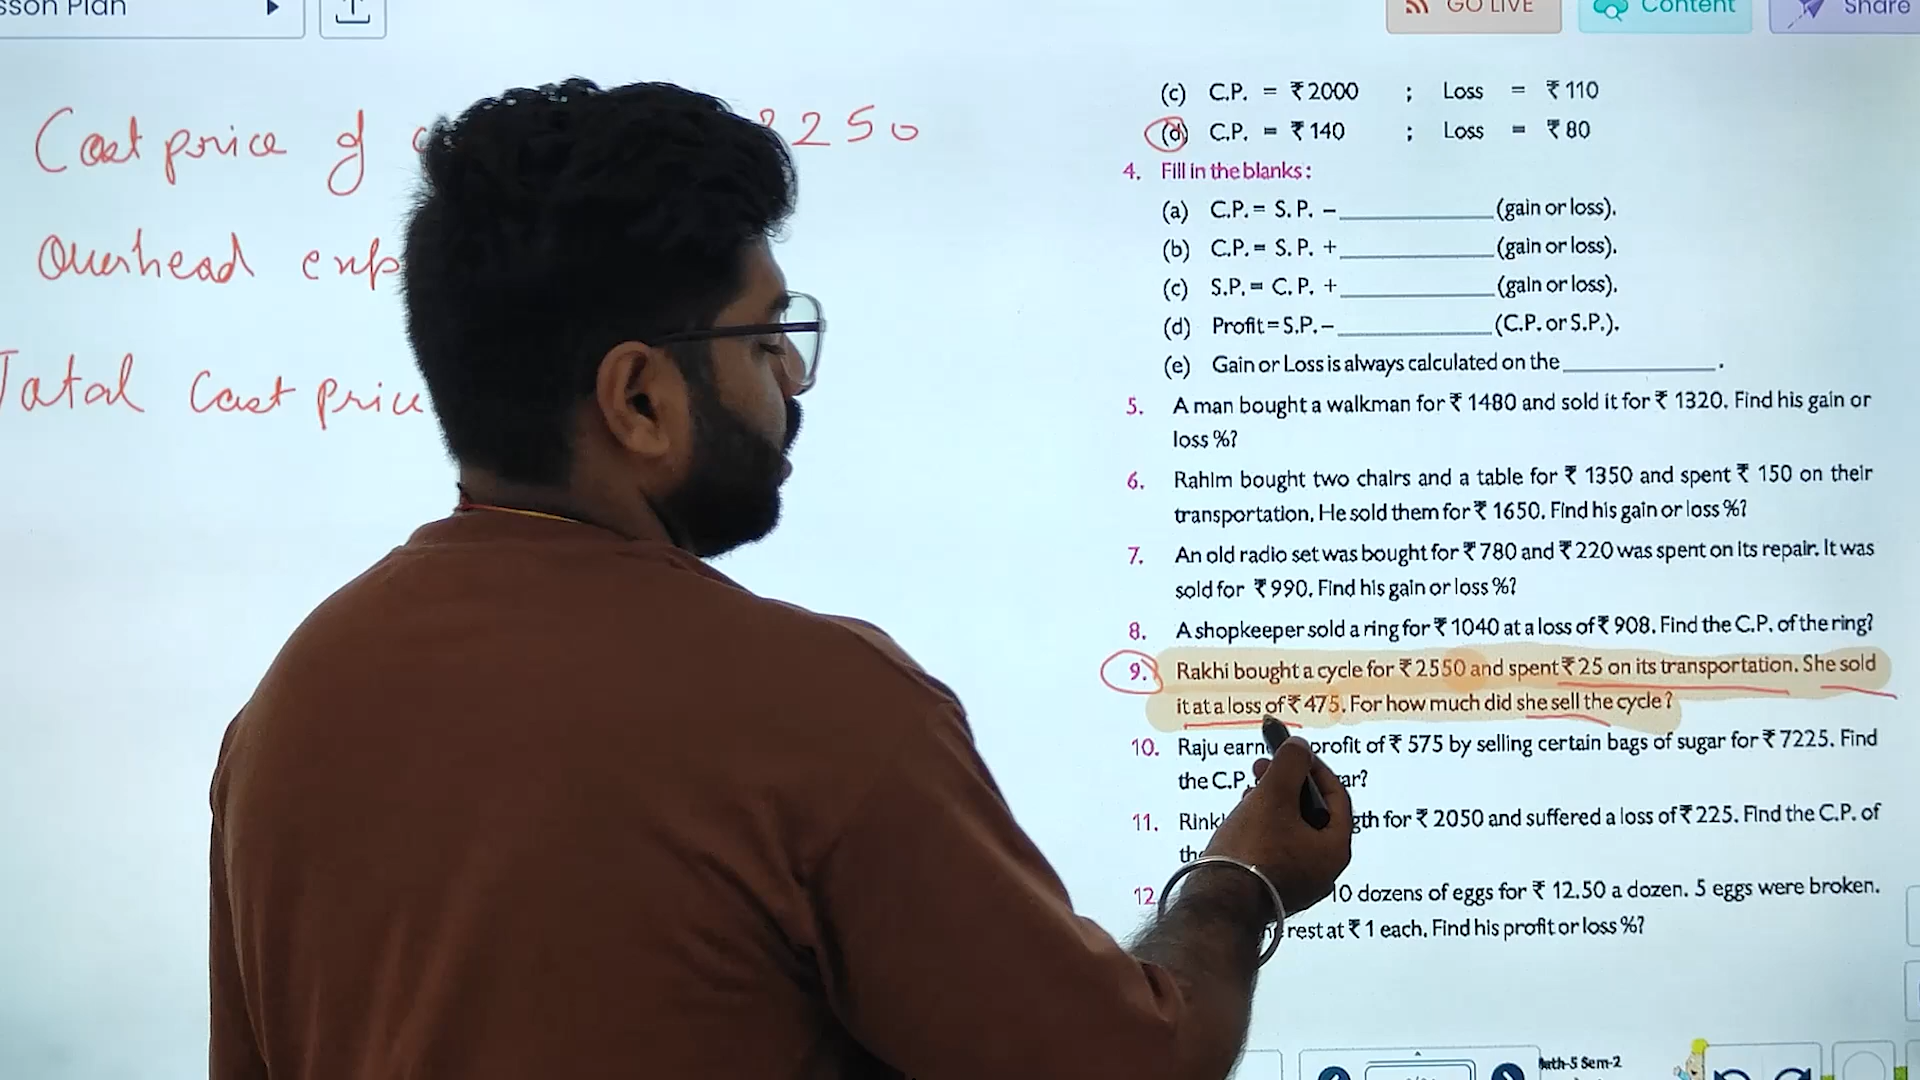 sson Plan
GO LIVE
Content
Share
Cost price of
2250
Overhead exp
Total Cost price
(c) C.P. = ₹ 2000 ; Loss = ₹ 110
(d) C.P. = ₹ 140 ; Loss = ₹ 80
4. Fill in the blanks :
(a) C.P. = S. P. – ____________ (gain or loss).
(b) C.P. = S. P. + ____________ (gain or loss).
(c) S.P. = C. P. + ____________ (gain or loss).
(d) Profit = S.P. – ____________ (C.P. or S.P.).
(e) Gain or Loss is always calculated on the ____________ .
5. A man bought a walkman for ₹ 1480 and sold it for ₹ 1320. Find his gain or
loss %?
6. Rahim bought two chairs and a table for ₹ 1350 and spent ₹ 150 on their
transportation. He sold them for ₹ 1650. Find his gain or loss %?
7. An old radio set was bought for ₹ 780 and ₹ 220 was spent on its repair. It was
sold for ₹ 990. Find his gain or loss %?
8. A shopkeeper sold a ring for ₹ 1040 at a loss of ₹ 908. Find the C.P. of the ring?
9. Rakhi bought a cycle for ₹ 2550 and spent ₹ 25 on its transportation. She sold
it at a loss of ₹ 475. For how much did she sell the cycle?
10. Raju earn profit of ₹ 575 by selling certain bags of sugar for ₹ 7225. Find
the C.P. ar?
11. Rink gth for ₹ 2050 and suffered a loss of ₹ 225. Find the C.P. of
the
12 10 dozens of eggs for ₹ 12.50 a dozen. 5 eggs were broken.
rest at ₹ 1 each. Find his profit or loss %?
ath-5 Sem-2